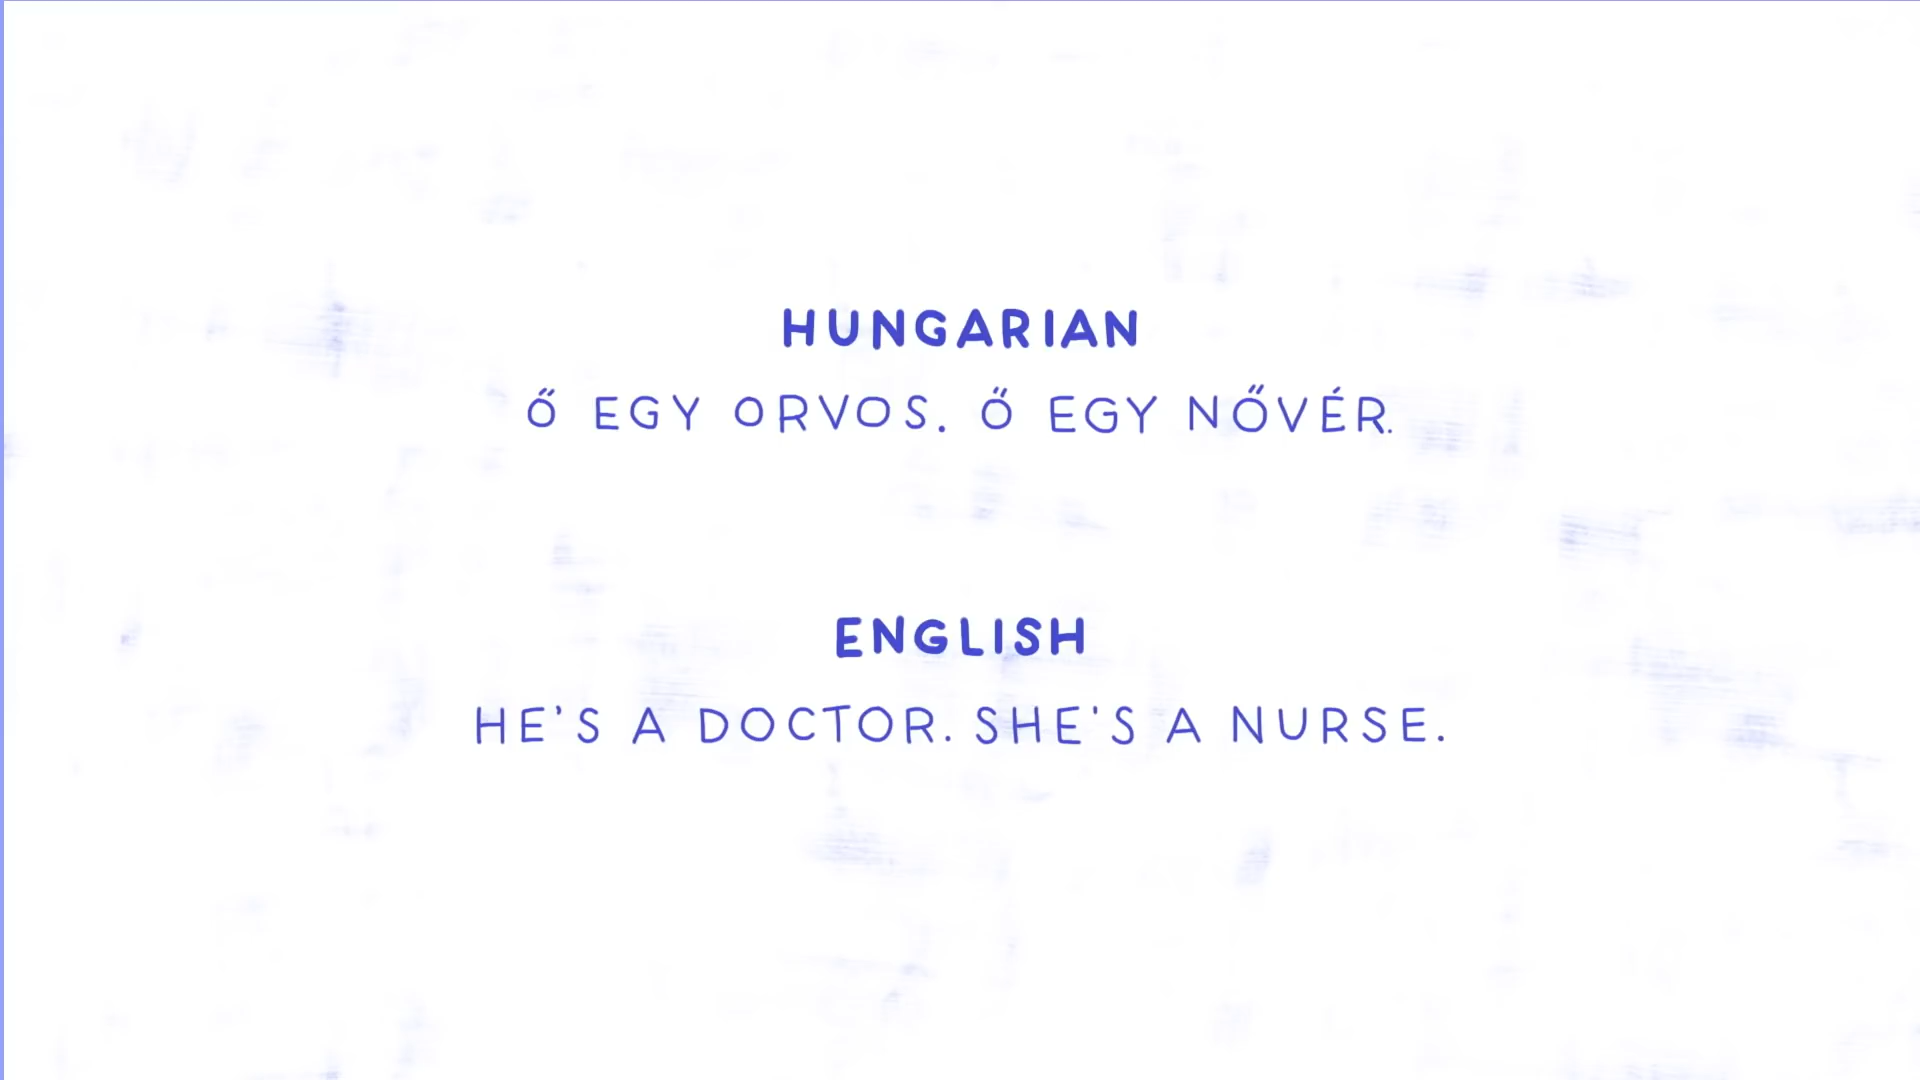 HUNGARIAN
Ő EGY ORVOS. Ő EGY NŐVÉR.
ENGLISH
HE'S A DOCTOR. SHE'S A NURSE.